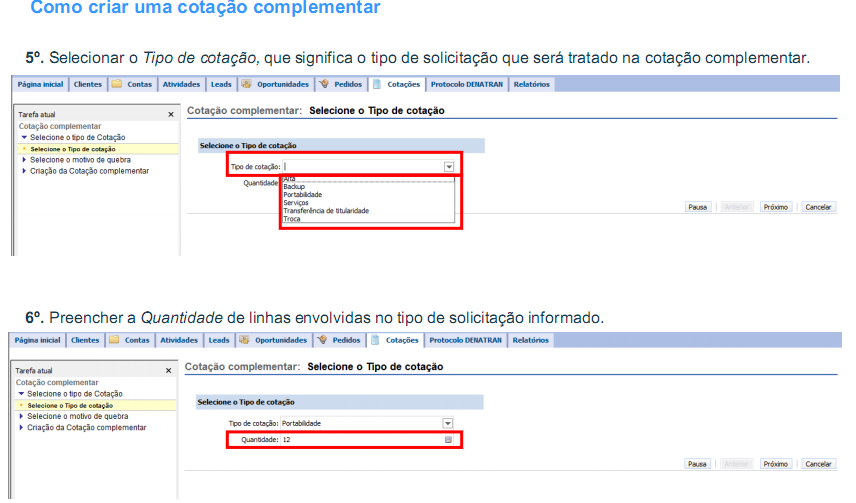 Como criar uma cotação complementar
5º. Selecionar o Tipo de cotação, que significa o tipo de solicitação que será tratado na cotação complementar.
Página inicial Clientes Contas Atividades Leads Oportunidades Pedidos Cotações Protocolo DENATRAN Relatórios
Tarefa atual x
Cotação complementar
Selecione o tipo de Cotação
Selecione o Tipo de cotação
Selecione o motivo de quebra
Criação da Cotação complementar
Cotação complementar: Selecione o Tipo de cotação
Selecione o Tipo de cotação
Tipo de cotação:
Quantidade
Alta
Backup
Portabilidade
Serviços
Transferência de titularidade
Troca
Pausa Anterior Próximo Cancelar
6º. Preencher a Quantidade de linhas envolvidas no tipo de solicitação informado.
Página inicial Clientes Contas Atividades Leads Oportunidades Pedidos Cotações Protocolo DENATRAN Relatórios
Tarefa atual x
Cotação complementar
Selecione o tipo de Cotação
Selecione o Tipo de cotação
Selecione o motivo de quebra
Criação da Cotação complementar
Cotação complementar: Selecione o Tipo de cotação
Selecione o Tipo de cotação
Tipo de cotação: Portabilidade
Quantidade: 12
Pausa Anterior Próximo Cancelar